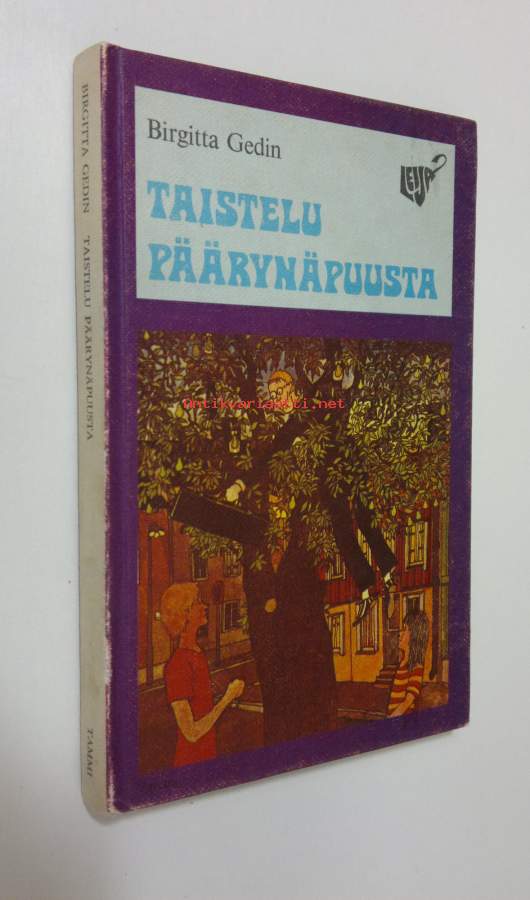 BIRGITTA GEDIN TAISTELU PÄÄRYNÄPUUSTA
TAMMI
Birgitta Gedin
LEIJA
TAISTELU
PÄÄRYNÄPUUSTA
Antikvariaatti.net